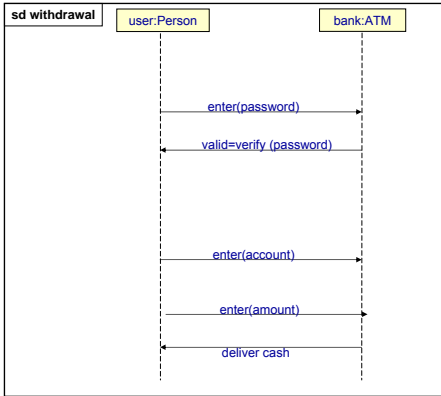 sd withdrawal
user:Person
bank:ATM
enter(password)
valid=verify (password)
enter(account)
enter(amount)
deliver cash